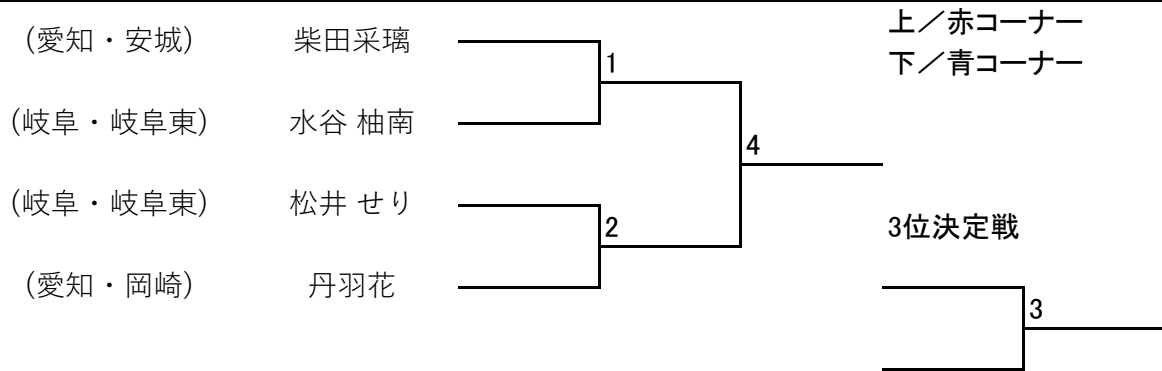 上／赤コーナー
(愛知・安城) 柴田采璃
1
下／青コーナー
(岐阜・岐阜東) 水谷 柚南
4
(岐阜・岐阜東) 松井 せり
2
3位決定戦
(愛知・岡崎) 丹羽花
3